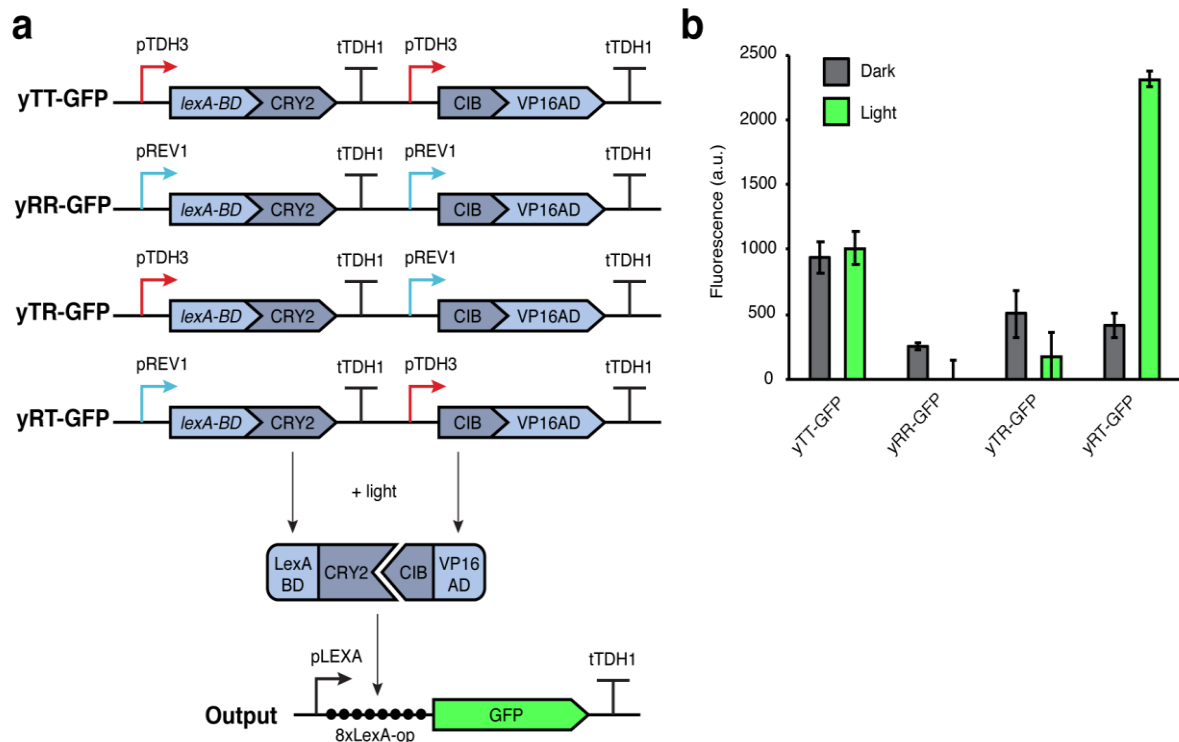 a
pTDH3 tTDH1 pTDH3 tTDH1
yTT-GFP lexA-BD CRY2 CIB VP16AD
pREV1 tTDH1 pREV1 tTDH1
yRR-GFP lexA-BD CRY2 CIB VP16AD
pTDH3 tTDH1 pREV1 tTDH1
yTR-GFP lexA-BD CRY2 CIB VP16AD
pREV1 tTDH1 pTDH3 tTDH1
yRT-GFP lexA-BD CRY2 CIB VP16AD
+ light
LexA BD CRY2 CIB VP16 AD
pLEXA tTDH1
Output GFP
8xLexA-op
b
Fluorescence (a.u.)
2500
2000
1500
1000
500
0
Dark
Light
yTT-GFP
yRR-GFP
yTR-GFP
yRT-GFP